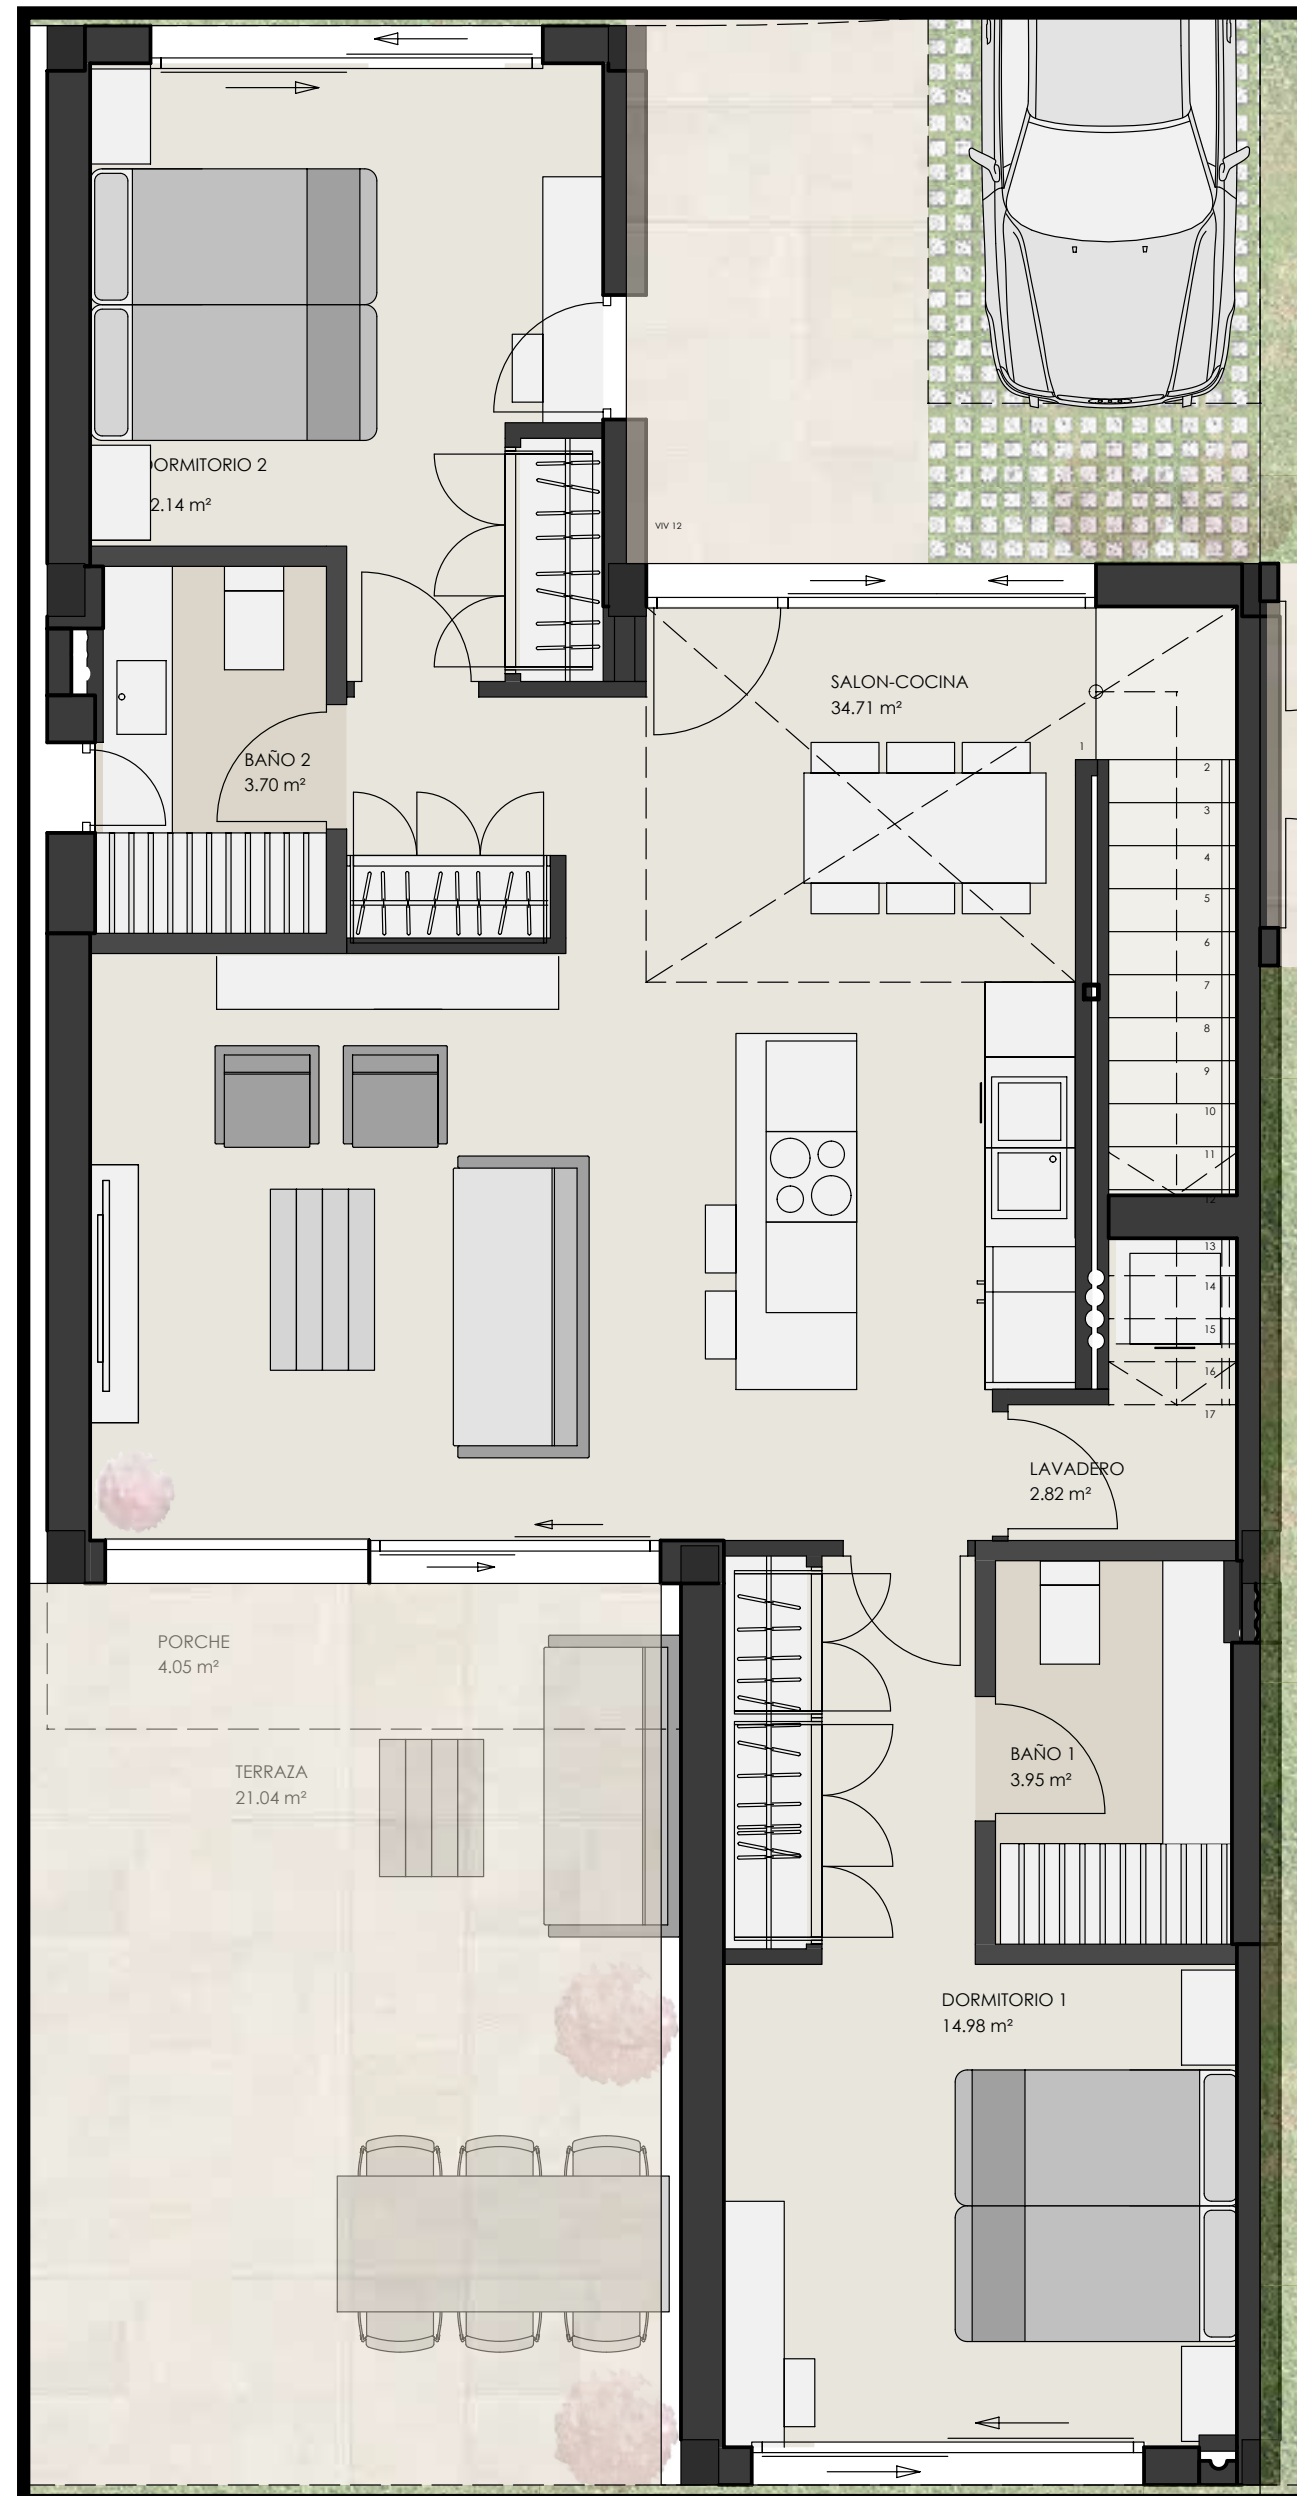 ORMITORIO 2
2.14 m²
VIV 12
SALON-COCINA
34.71 m²
BAÑO 2
3.70 m²
1
2
3
4
5
6
7
8
9
10
11
12
13
14
15
16
17
LAVADERO
2.82 m²
PORCHE
4.05 m²
BAÑO 1
3.95 m²
TERRAZA
21.04 m²
DORMITORIO 1
14.98 m²